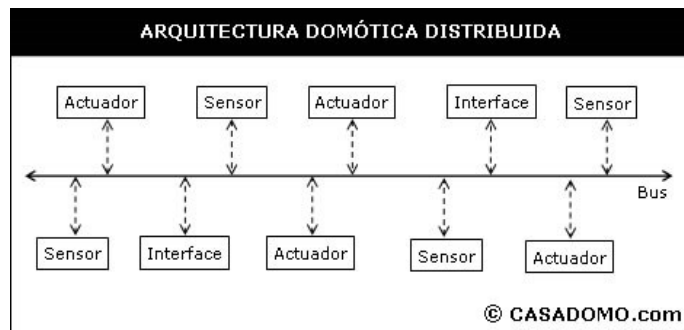 ARQUITECTURA DOMÓTICA DISTRIBUIDA
Actuador Sensor Actuador Interface Sensor
Bus
Sensor Interface Actuador Sensor Actuador
© CASADOMO.com